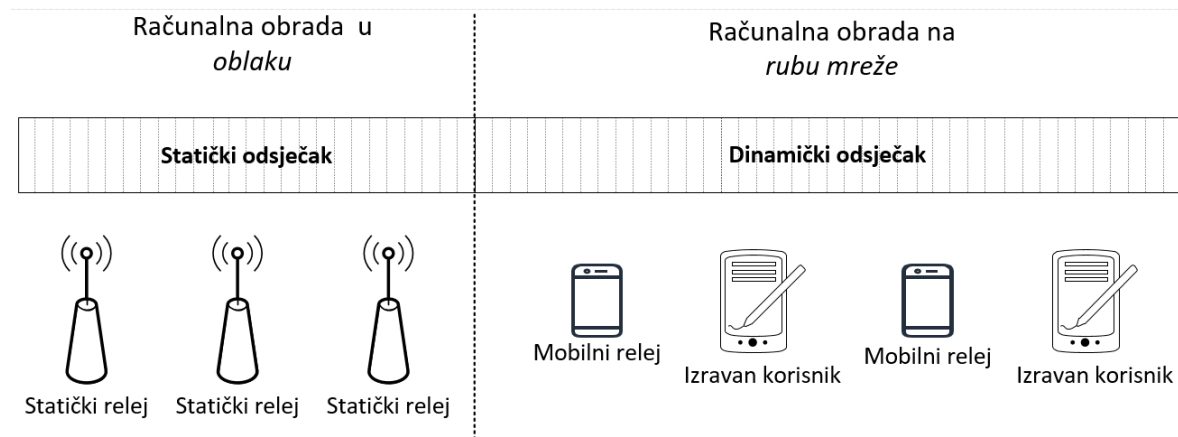 Računalna obrada u
oblaku
Računalna obrada na
rubu mreže
Statički odsječak
Dinamički odsječak
Statički relej
Statički relej
Statički relej
Mobilni relej
Izravan korisnik
Mobilni relej
Izravan korisnik